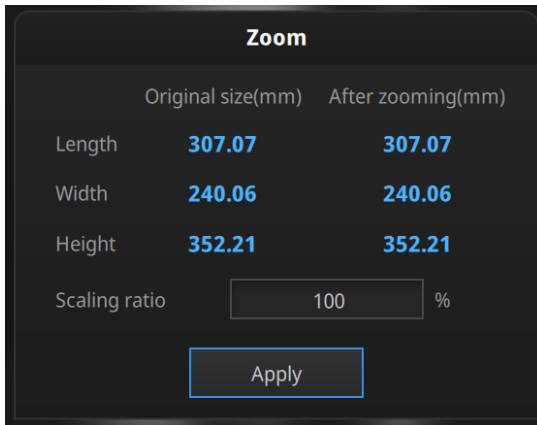 Zoom
Original size(mm) After zooming(mm)
Length 307.07 307.07
Width 240.06 240.06
Height 352.21 352.21
Scaling ratio 100 %
Apply